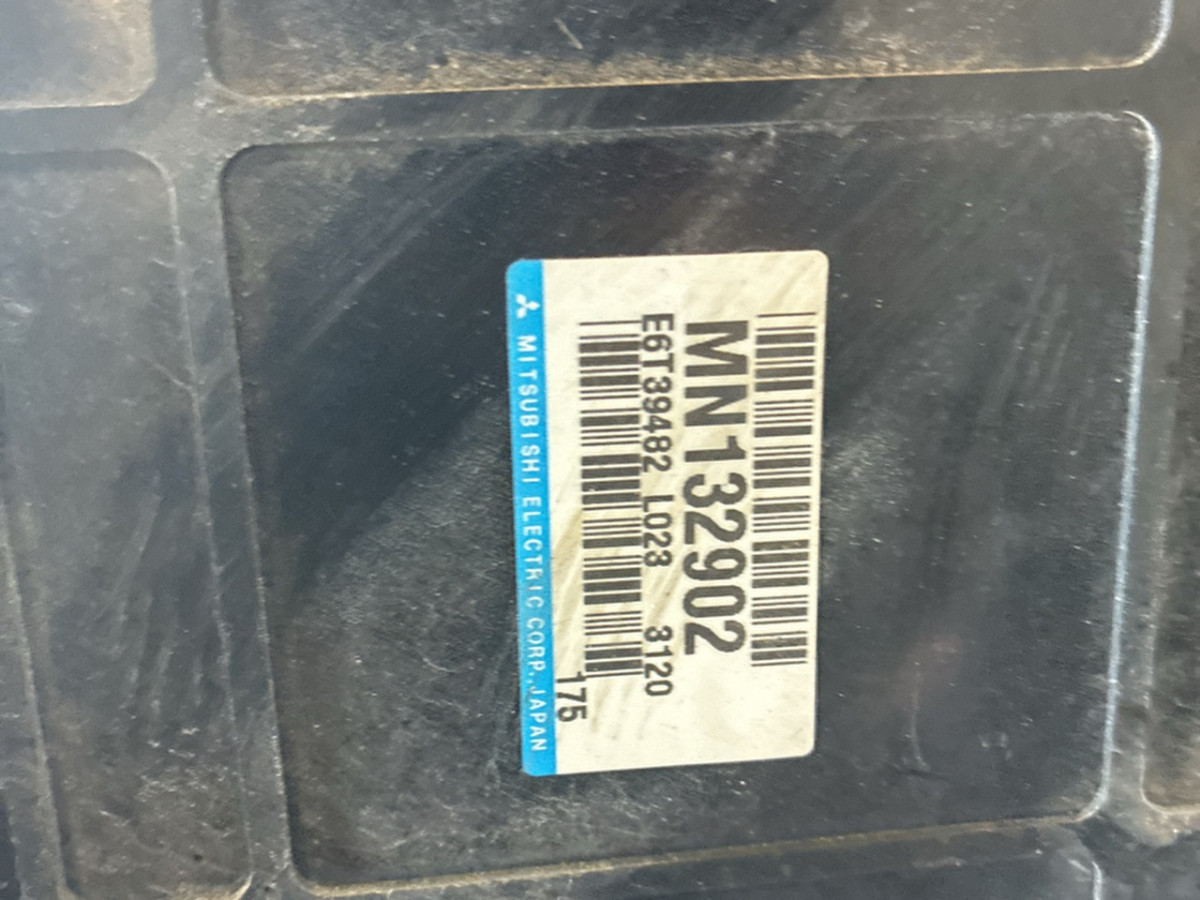 MN132902
E6T39482 L023 3120
175
MITSUBISHI ELECTRIC CORP., JAPAN